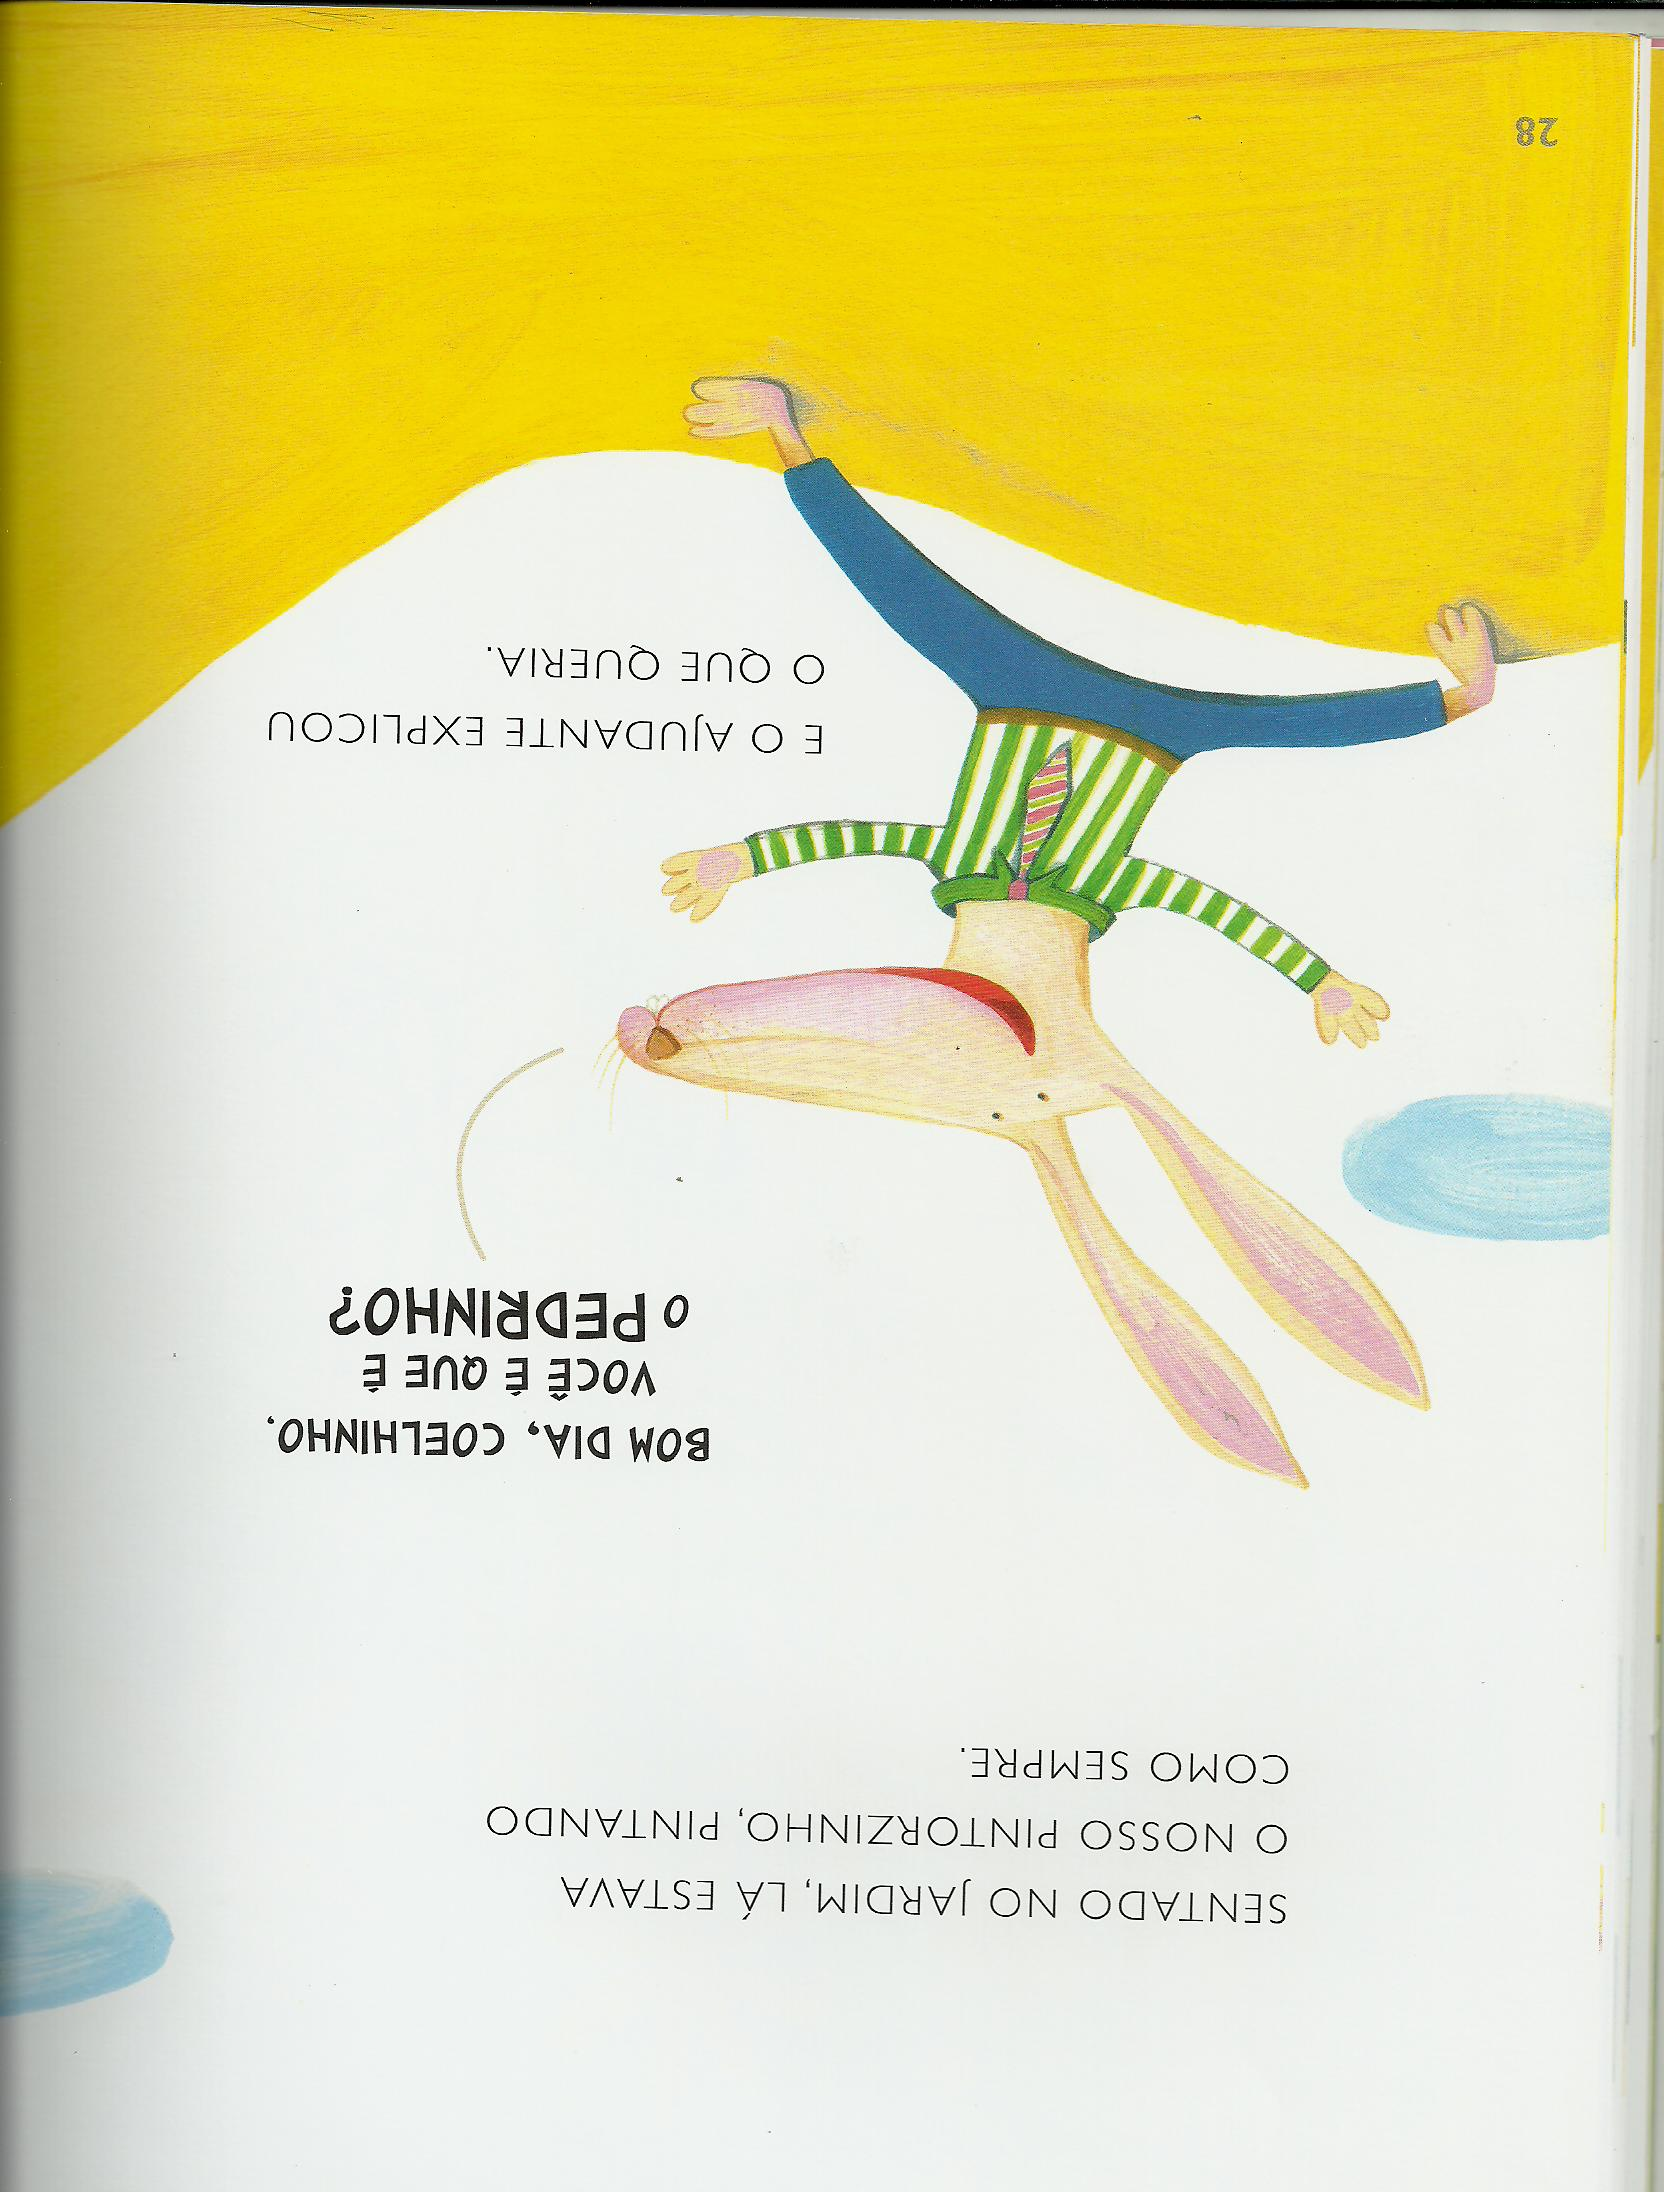 SENTADO NO JARDIM, LÁ ESTAVA
O NOSSO PINTORZINHO, PINTANDO
COMO SEMPRE.
BOM DIA, COELHINHO.
VOCÊ É QUE É
O PEDRINHO?
E O AJUDANTE EXPLICOU
O QUE QUERIA.
28